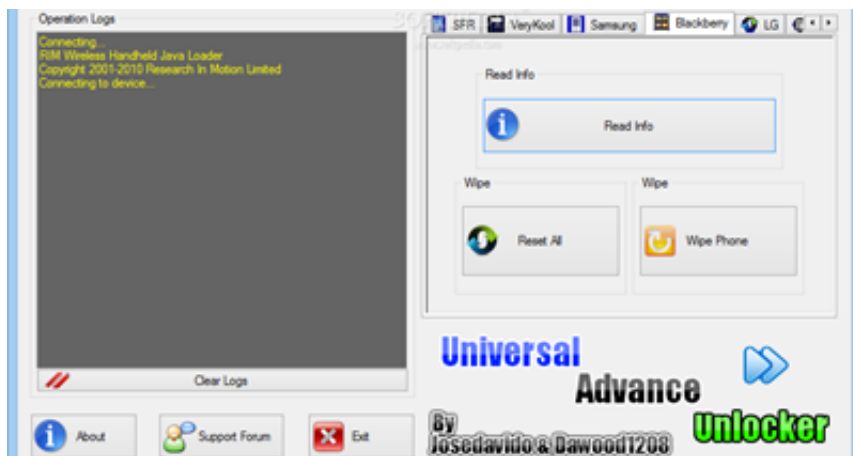 Operation Logs
Connecting...
RIM Wireless Handheld Java Loader
Copyright 2001-2010 Research In Motion Limited
Connecting to device...
Clear Logs
About
Support Forum
Exit
SFR
VeryKool
Samsung
Blackberry
LG
Read Info
Read Info
Wipe
Reset All
Wipe
Wipe Phone
Universal
Advance
Unlocker
By
Josedavido & Dawood1208